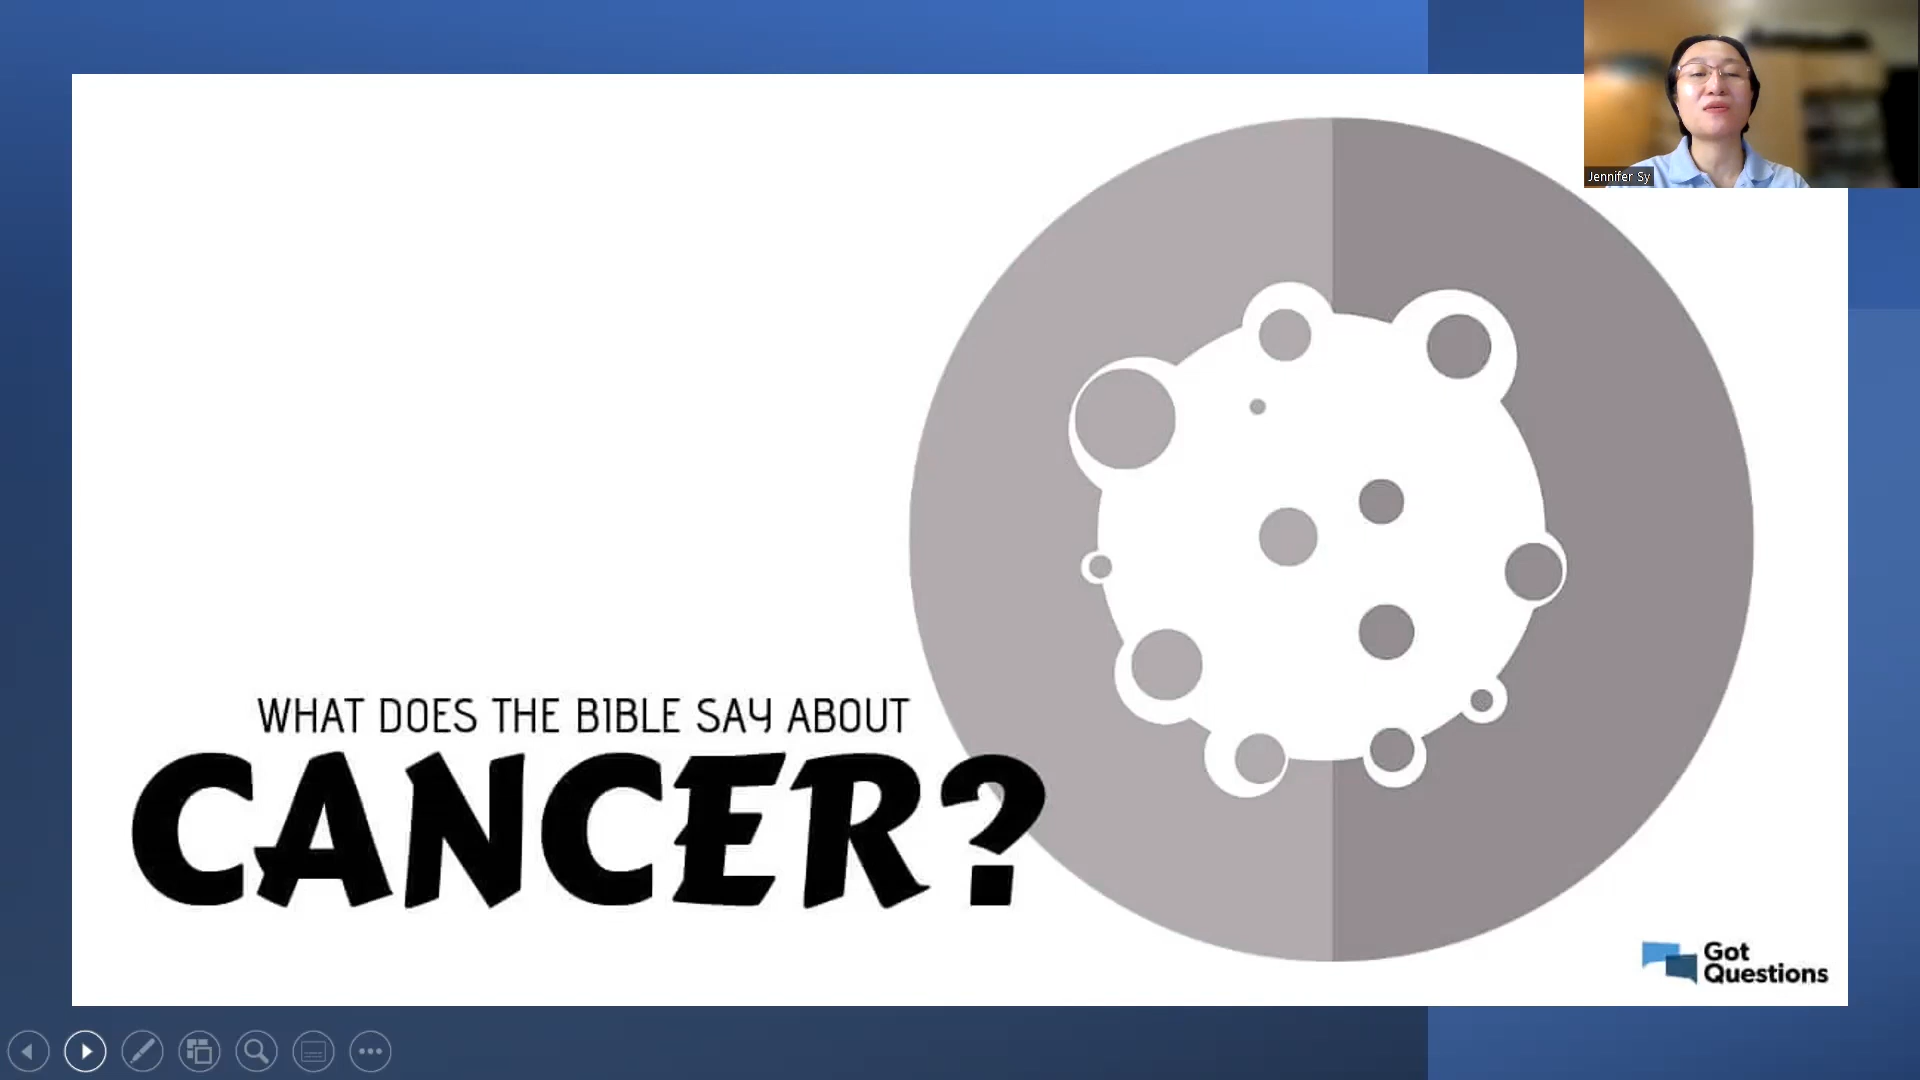 Jennifer Sy
WHAT DOES THE BIBLE SAY ABOUT
CANCER?
Got
Questions